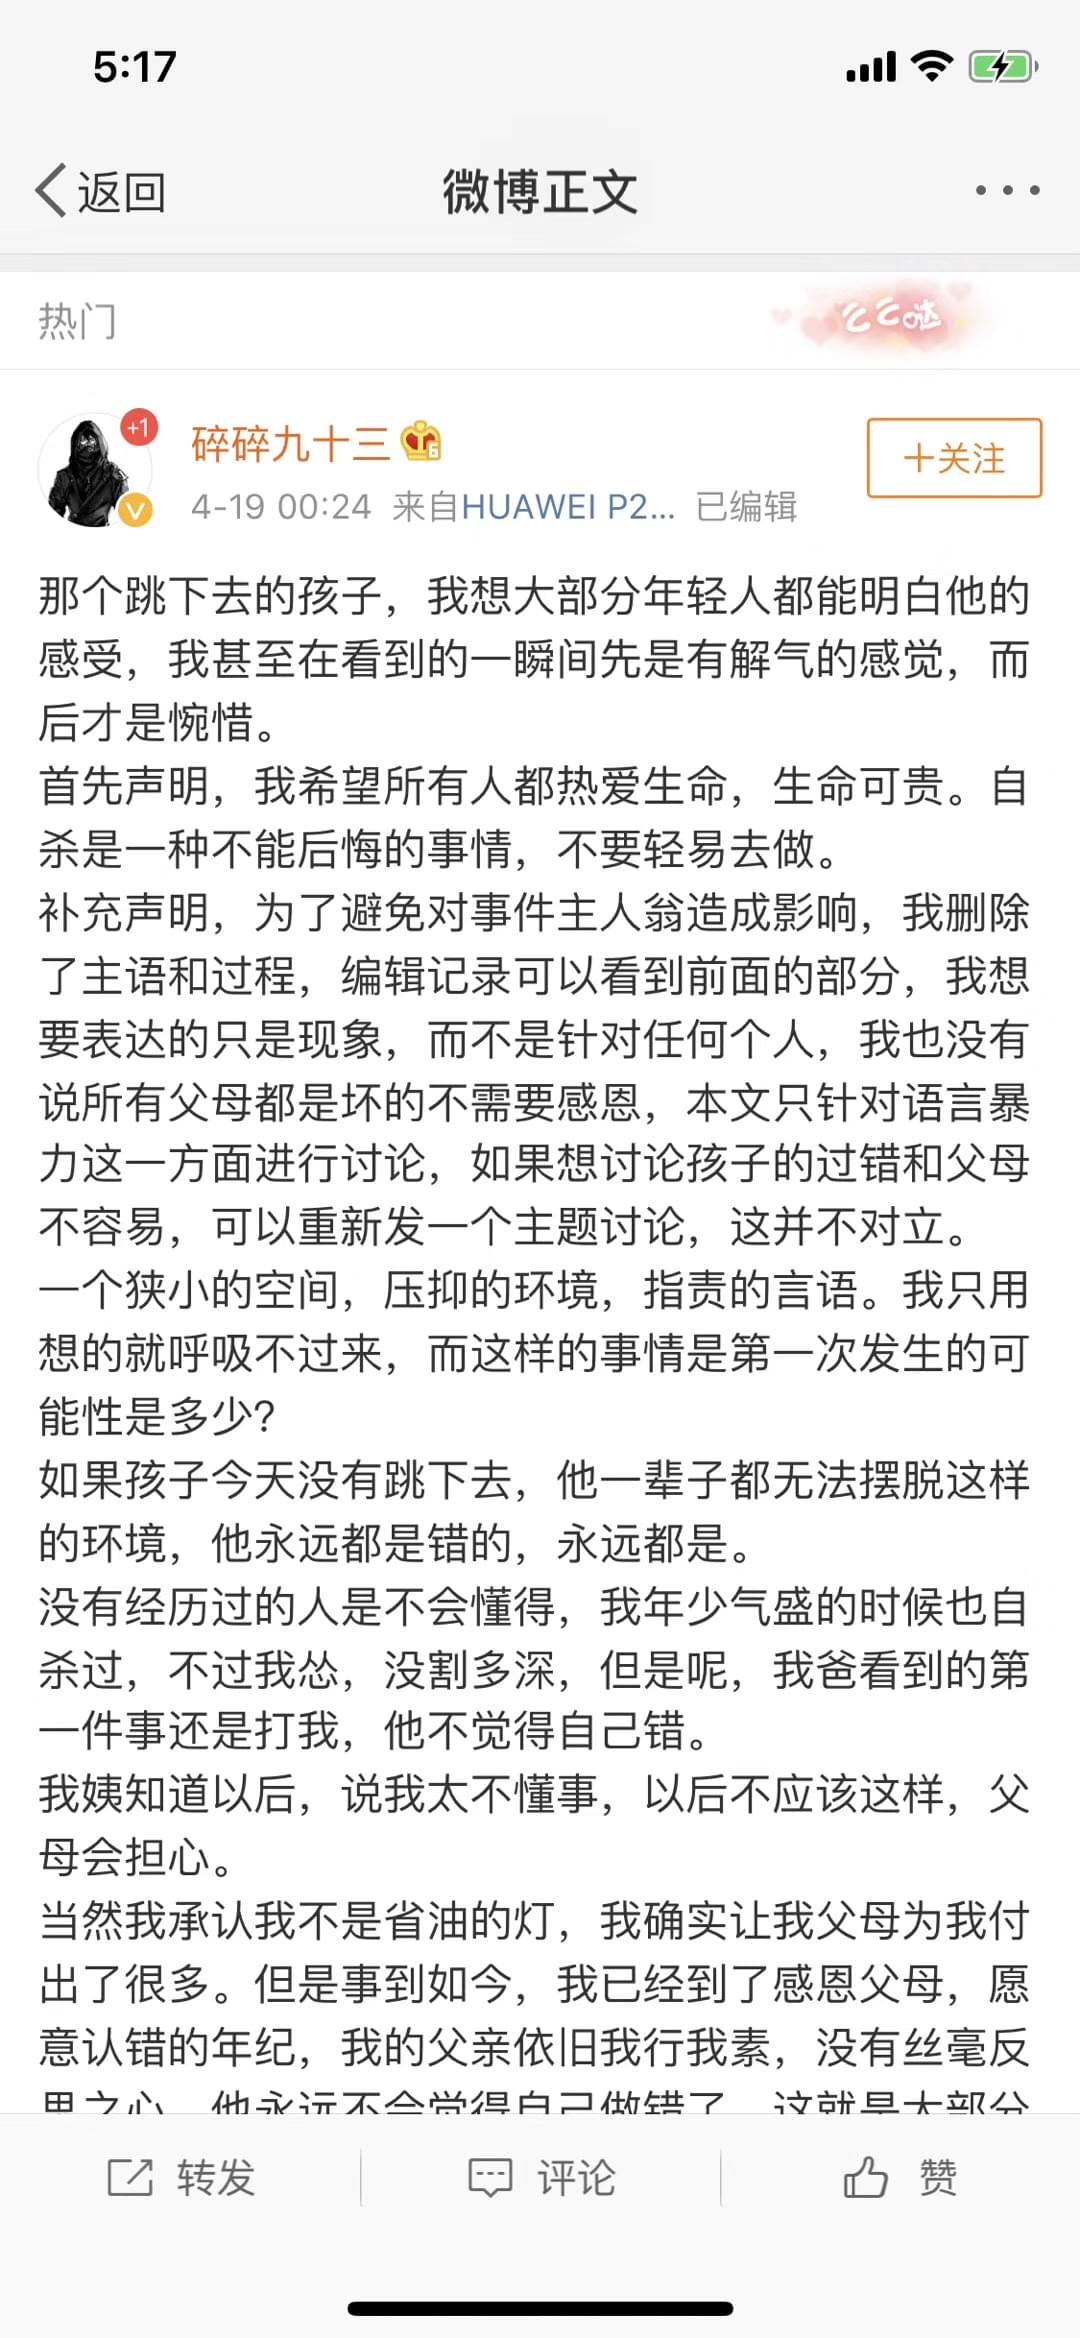 5:17
返回
微博正文
热门
么么哒
+1
碎碎九十三
4-19 00:24 来自HUAWEI P2... 已编辑
十关注
那个跳下去的孩子，我想大部分年轻人都能明白他的
感受，我甚至在看到的一瞬间先是有解气的感觉，而
后才是惋惜。
首先声明，我希望所有人都热爱生命，生命可贵。自
杀是一种不能后悔的事情，不要轻易去做。
补充声明，为了避免对事件主人翁造成影响，我删除
了主语和过程，编辑记录可以看到前面的部分，我想
要表达的只是现象，而不是针对任何个人，我也没有
说所有父母都是坏的不需要感恩，本文只针对语言暴
力这一方面进行讨论，如果想讨论孩子的过错和父母
不容易，可以重新发一个主题讨论，这并不对立。
一个狭小的空间，压抑的环境，指责的言语。我只用
想的就呼吸不过来，而这样的事情是第一次发生的可
能性是多少？
如果孩子今天没有跳下去，他一辈子都无法摆脱这样
的环境，他永远都是错的，永远都是。
没有经历过的人是不会懂得，我年少气盛的时候也自
杀过，不过我怂，没割多深，但是呢，我爸看到的第
一件事还是打我，他不觉得自己错。
我姨知道以后，说我太不懂事，以后不应该这样，父
母会担心。
当然我承认我不是省油的灯，我确实让我父母为我付
出了很多。但是事到如今，我已经到了感恩父母，愿
意认错的年纪，我的父亲依旧我行我素，没有丝毫反
思之心，他永远不会觉得自己做错了，这就是大部分
转发
评论
赞